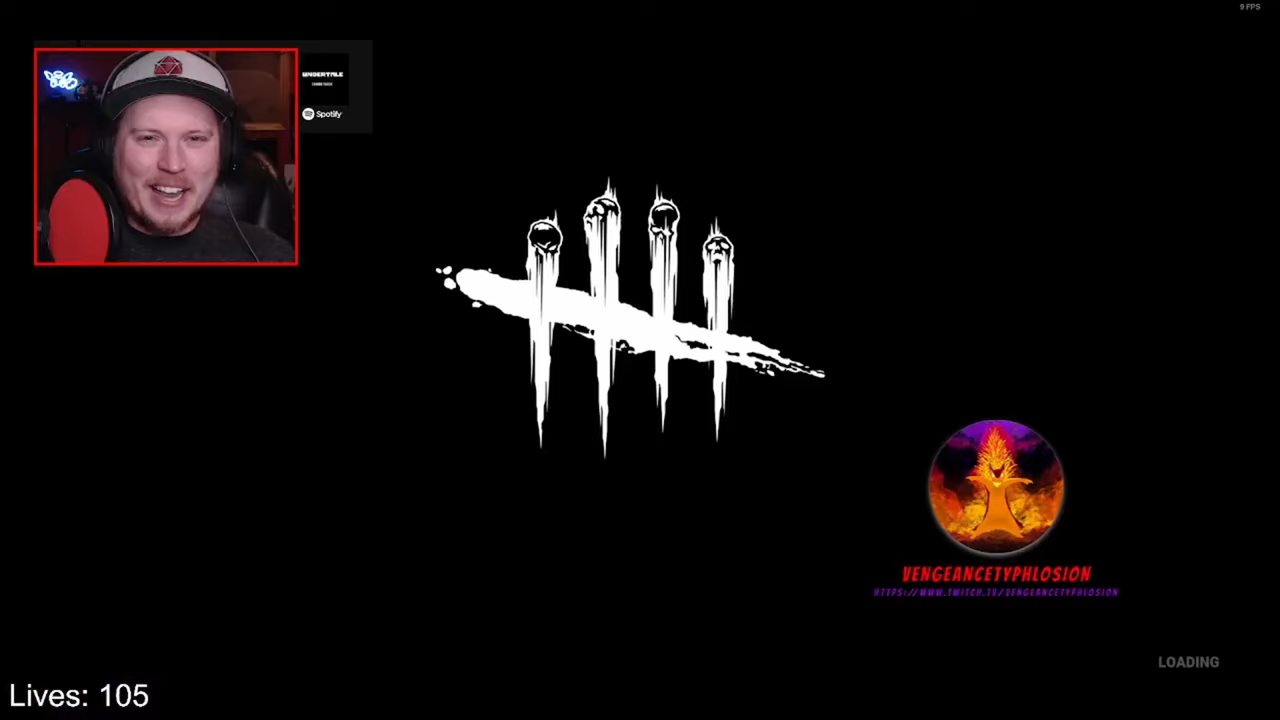 9 FPS
UNDERTALE
Spotify
VENGEANCETYPHLOSION
HTTPS://WWW.TWITCH.TV/VENGEANCETYPHLOSION
LOADING
Lives: 105